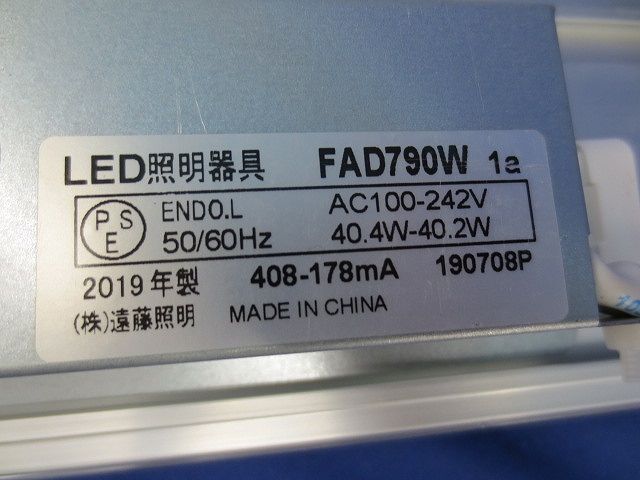 LED照明器具 FAD790W 1a
PSE ENDO.L AC100-242V
50/60Hz 40.4W-40.2W
2019年製 408-178mA 190708P
(株)遠藤照明 MADE IN CHINA